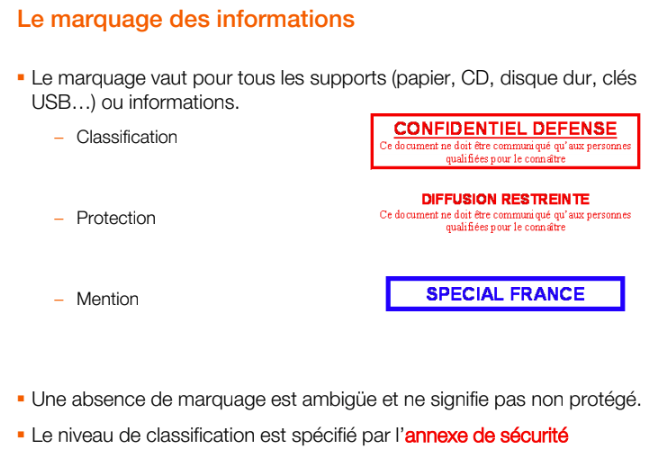 Le marquage des informations
Le marquage vaut pour tous les supports (papier, CD, disque dur, clés
USB…) ou informations.
– Classification
CONFIDENTIEL DEFENSE
Ce document ne doit être communiqué qu'aux personnes
qualifiées pour le connaître
– Protection
DIFFUSION RESTREINTE
Ce document ne doit être communiqué qu'aux personnes
qualifiées pour le connaître
– Mention
SPECIAL FRANCE
Une absence de marquage est ambigüe et ne signifie pas non protégé.
Le niveau de classification est spécifié par l'annexe de sécurité